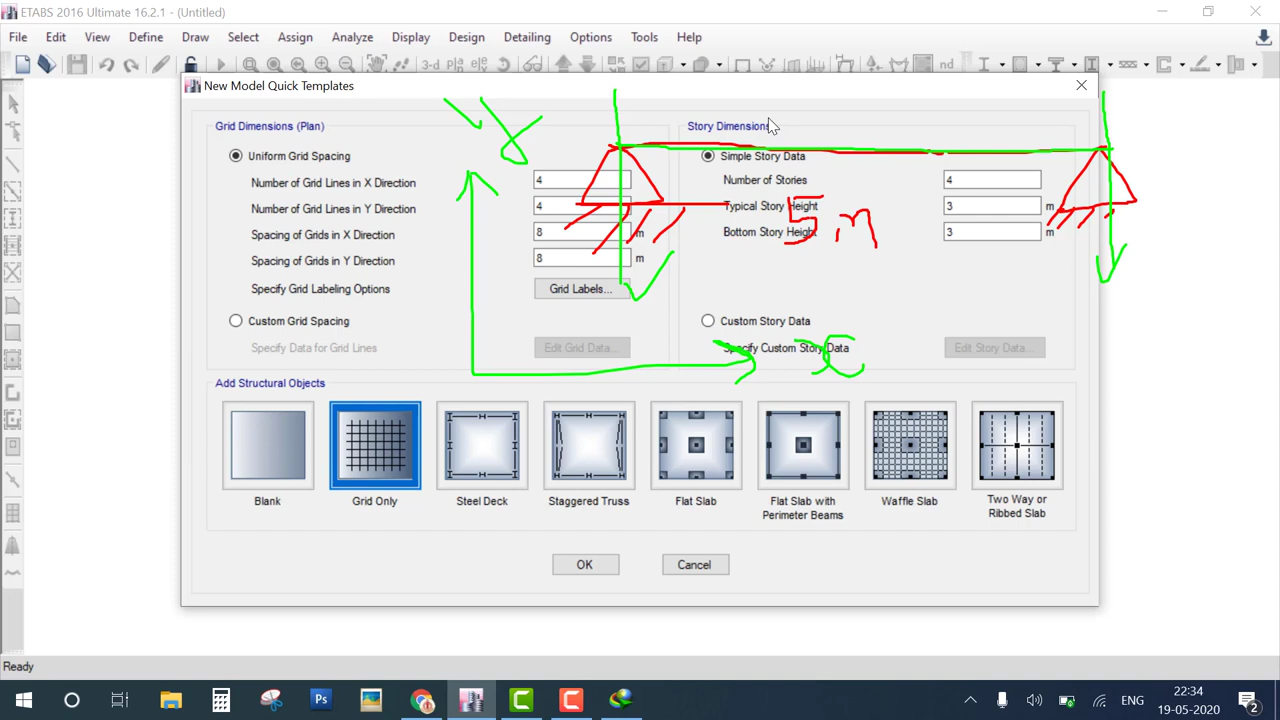 ETABS 2016 Ultimate 16.2.1 - (Untitled)
File Edit View Define Draw Select Assign Analyze Display Design Detailing Options Tools Help
3-d Pla elev nd
New Model Quick Templates
Grid Dimensions (Plan)
Uniform Grid Spacing
Number of Grid Lines in X Direction 4
Number of Grid Lines in Y Direction 4
Spacing of Grids in X Direction 8 m
Spacing of Grids in Y Direction 8 m
Specify Grid Labeling Options Grid Labels...
Custom Grid Spacing
Specify Data for Grid Lines Edit Grid Data...
Story Dimensions
Simple Story Data
Number of Stories 4
Typical Story Height 3 m
Bottom Story Height 3 m
5m
Custom Story Data
Specify Custom Story Data Edit Story Data...
y
x
Add Structural Objects
Blank
Grid Only
Steel Deck
Staggered Truss
Flat Slab
Flat Slab with
Perimeter Beams
Waffle Slab
Two Way or
Ribbed Slab
OK Cancel
Ready
Ps
ENG
22:34
19-05-2020
2